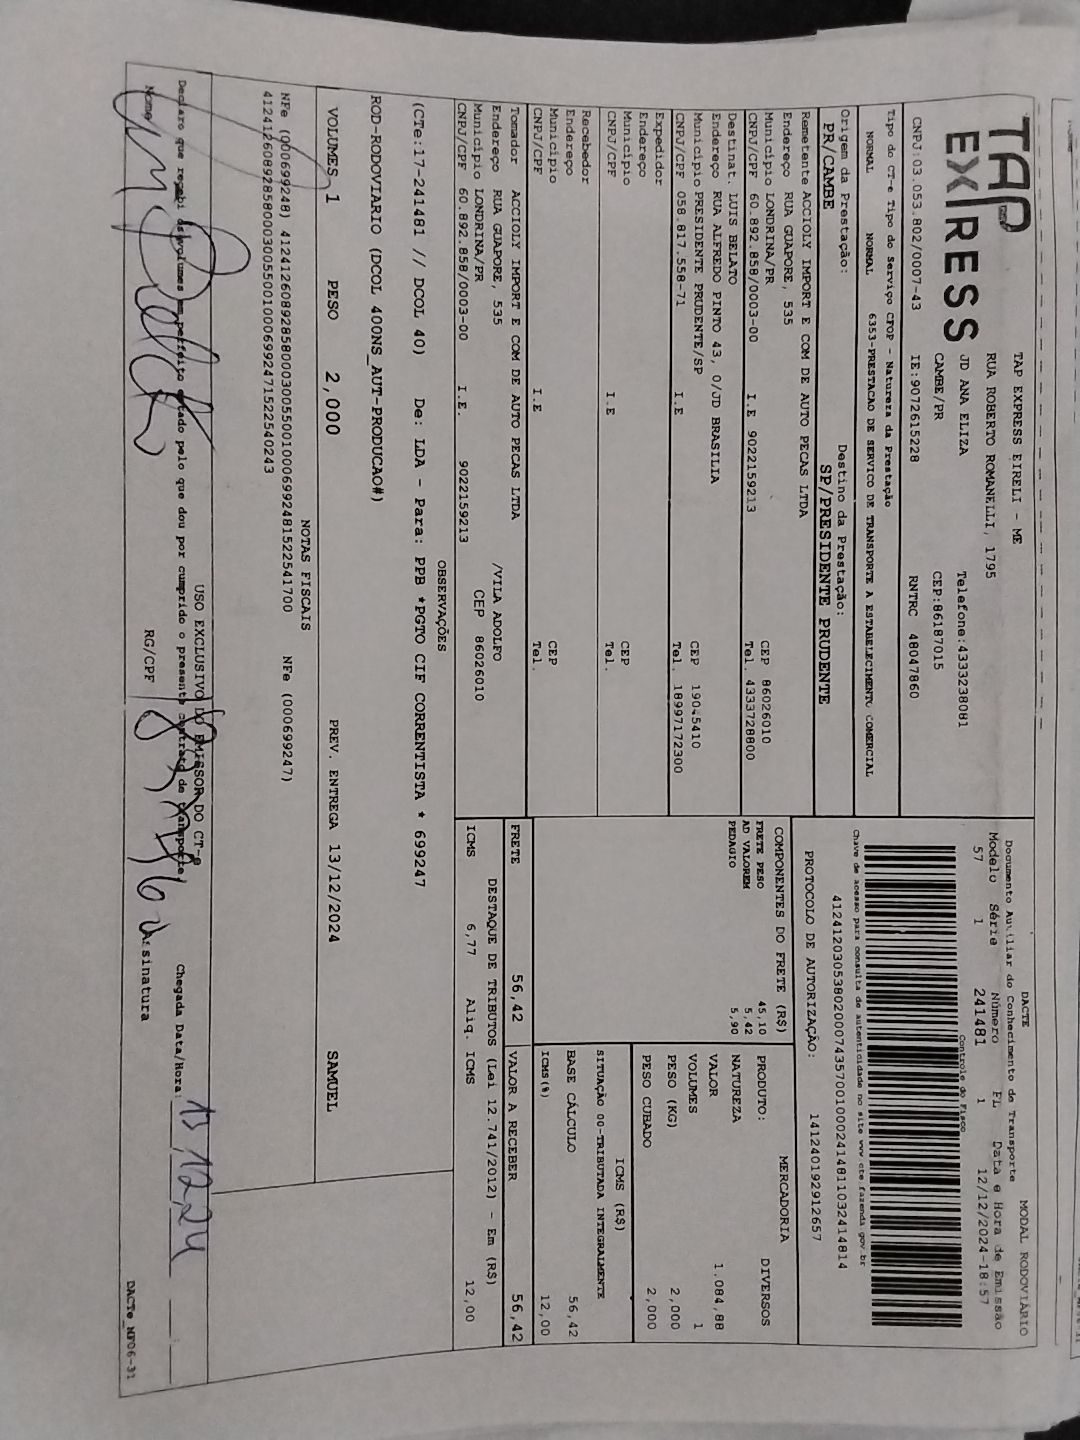 TAP EXPRESS
TAP EXPRESS EIRELI - ME
RUA ROBERTO ROMANELLI, 1795
JD ANA ELIZA Telefone:4333238081
CAMBE/PR CEP:86187015
CNPJ:03.053.802/0007-43 IE:9072615228 RNTRC 48047860
DACTE MODAL RODOVIÁRIO
Documento Auxiliar do Conhecimento de Transporte
Modelo Série Número FL Data e Hora de Emissão
57 1 241481 1 12/12/2024-18:57
Controle do Fisco
Chave de acesso para consulta de autenticidade no site www.cte.fazenda.gov.br
41241203053802000743570010002414811032414814
PROTOCOLO DE AUTORIZAÇÃO: 141240192912657
Tipo do CT-e Tipo do Serviço CFOP - Natureza da Prestação
NORMAL NORMAL 6353-PRESTACAO DE SERVICO DE TRANSPORTE A ESTABELECIMENTO COMERCIAL
Origem da Prestação: Destino da Prestação:
PR/CAMBE SP/PRESIDENTE PRUDENTE
Remetente ACCIOLY IMPORT E COM DE AUTO PECAS LTDA
Endereço RUA GUAPORE, 535
Município LONDRINA/PR CEP 86026010
CNPJ/CPF 60.892.858/0003-00 I.E 9022159213 Tel. 4333728800
Destinat. LUIS BELATO
Endereço RUA ALFREDO PINTO 43, 0/JD BRASILIA
Município PRESIDENTE PRUDENTE/SP CEP 19045410
CNPJ/CPF 058.817.558-71 I.E Tel. 18997172300
Expedidor
Endereço
Município CEP
CNPJ/CPF I.E Tel.
Recebedor
Endereço
Município CEP
CNPJ/CPF I.E Tel.
Tomador ACCIOLY IMPORT E COM DE AUTO PECAS LTDA
Endereço RUA GUAPORE, 535 /VILA ADOLFO
Município LONDRINA/PR CEP 86026010
CNPJ/CPF 60.892.858/0003-00 I.E. 9022159213
COMPONENTES DO FRETE (R$)
FRETE PESO 45,10
AD VALOREM 5,42
PEDAGIO 5,90
MERCADORIA
PRODUTO: DIVERSOS
NATUREZA
VALOR 1.084,88
VOLUMES 1
PESO (KG) 2,000
PESO CUBADO 2,000
ICMS (R$)
SITUAÇÃO 00-TRIBUTADA INTEGRALMENTE
BASE CÁLCULO 56,42
ICMS(%) 12,00
FRETE 56,42 VALOR A RECEBER 56,42
DESTAQUE DE TRIBUTOS (Lei 12.741/2012) - Em (R$)
ICMS 6,77 Aliq. ICMS 12,00
OBSERVAÇÕES
(CTe:17-241481 // DCOL 40) De: LDA - Para: PPB *PGTO CIF CORRENTISTA * 699247
ROD-RODOVIARIO (DCOL 400NS_AUT-PRODUCAO#)
VOLUMES 1 PESO 2,000 PREV. ENTREGA 13/12/2024 SAMUEL
NOTAS FISCAIS
NFe (000699248) 41241260892858000300550010006992481522541700 NFe (000699247)
41241260892858000300550010006992471522540243
USO EXCLUSIVO DO EMISSOR DO CT-e
Declaro que recebi os volumes em perfeito estado pelo que dou por cumprido o presente contrato de transporte Chegada Data/Hora: 13,12,24
Nome RG/CPF Assinatura
DACTe_NF06-31